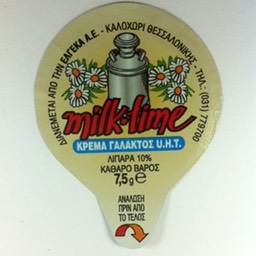 ΔΙΑΝΕΜΕΤΑΙ ΑΠΟ ΤΗΝ ΕΛΓΕΚΑ Α.Ε. - ΚΑΛΟΧΩΡΙ ΘΕΣΣΑΛΟΝΙΚΗΣ - ΤΗΛ.: (031) 779700
milk time
ΚΡΕΜΑ ΓΑΛΑΚΤΟΣ U.H.T.
ΛΙΠΑΡΑ 10%
ΚΑΘΑΡΟ ΒΑΡΟΣ
7,5g ℮
ΑΝΑΛΩΣΗ
ΠΡΙΝ ΑΠΟ
ΤΟ ΤΕΛΟΣ